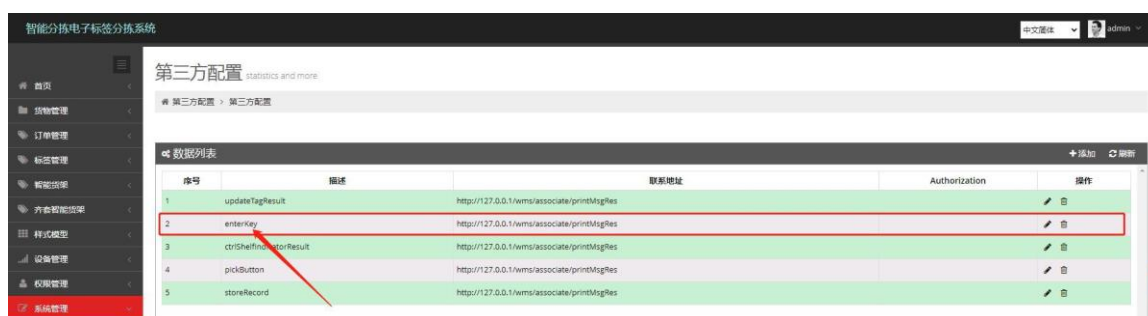 智能分拣电子标签分拣系统
中文简体
admin
首页
货物管理
订单管理
标签管理
智能货架
齐套智能货架
样式模型
设备管理
权限管理
系统管理
第三方配置 statistics and more
第三方配置 > 第三方配置
数据列表
+添加 刷新
序号 描述 联系地址 Authorization 操作
1 updateTagResult http://127.0.0.1/wms/associate/printMsgRes
2 enterKey http://127.0.0.1/wms/associate/printMsgRes
3 ctrlShelfIndicatorResult http://127.0.0.1/wms/associate/printMsgRes
4 pickButton http://127.0.0.1/wms/associate/printMsgRes
5 storeRecord http://127.0.0.1/wms/associate/printMsgRes